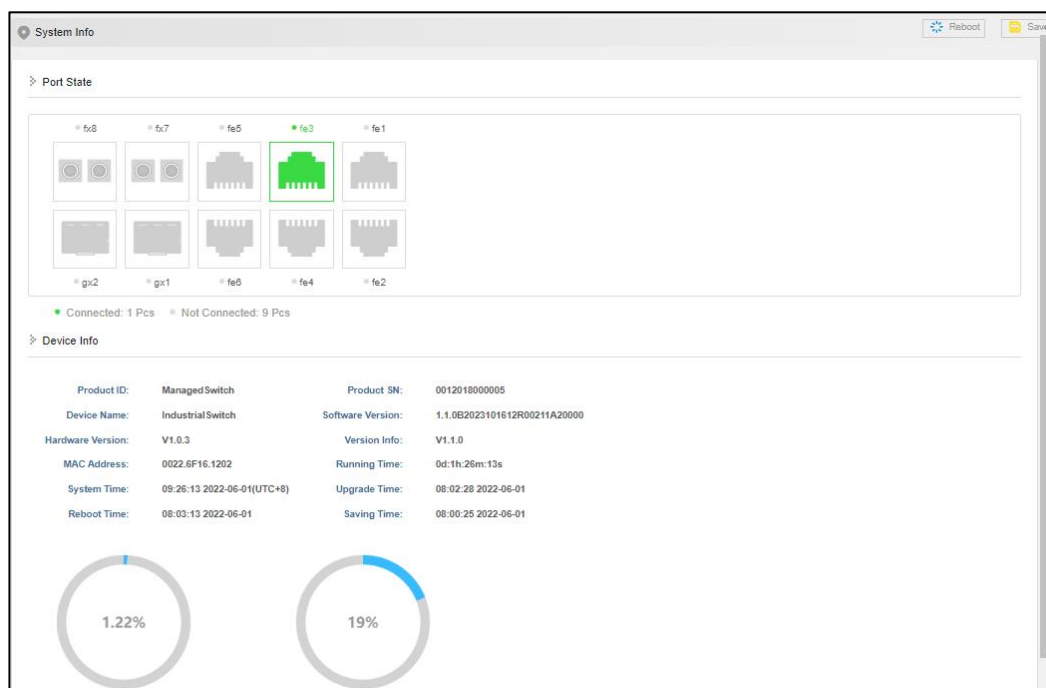 System Info
Reboot
Save
Port State
fx8 fx7 fe5 fe3 fe1
gx2 gx1 fe6 fe4 fe2
Connected: 1 Pcs Not Connected: 9 Pcs
Device Info
Product ID: ManagedSwitch Product SN: 0012018000005
Device Name: IndustrialSwitch Software Version: 1.1.0B2023101612R00211A20000
Hardware Version: V1.0.3 Version Info: V1.1.0
MAC Address: 0022.6F16.1202 Running Time: 0d:1h:26m:13s
System Time: 09:26:13 2022-06-01(UTC+8) Upgrade Time: 08:02:28 2022-06-01
Reboot Time: 08:03:13 2022-06-01 Saving Time: 08:00:25 2022-06-01
1.22% 19%